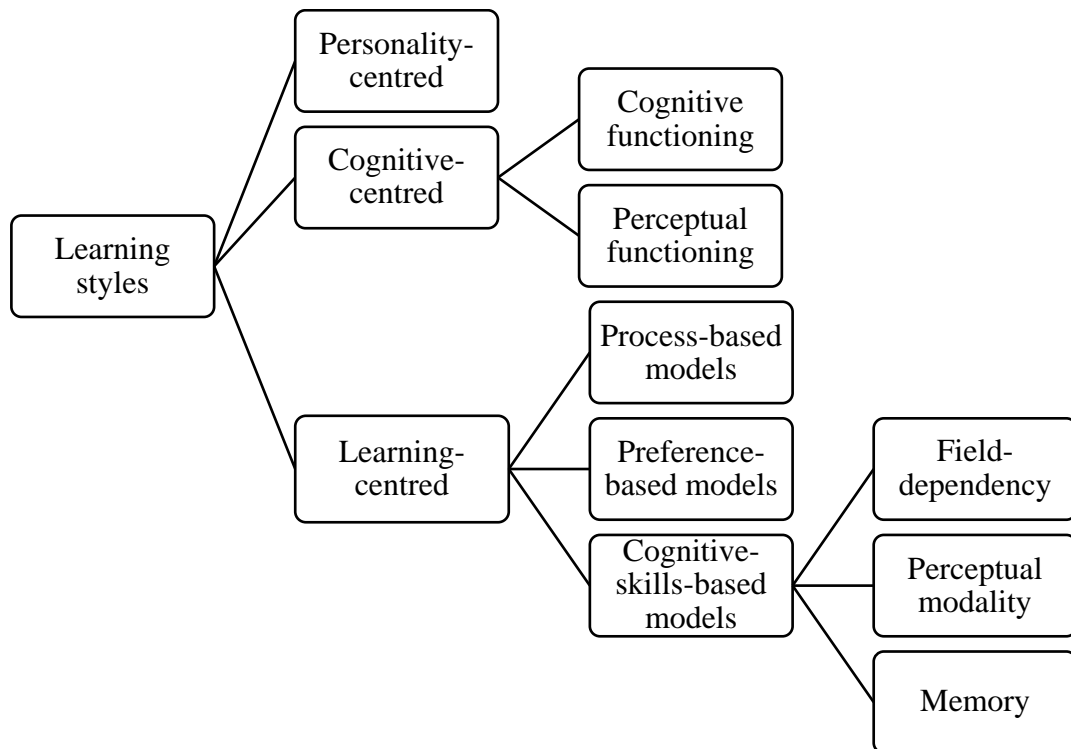 Personality-
centred
Cognitive
functioning
Cognitive-
centred
Perceptual
functioning
Learning
styles
Process-based
models
Learning-
centred
Preference-
based models
Field-
dependency
Cognitive-
skills-based
models
Perceptual
modality
Memory